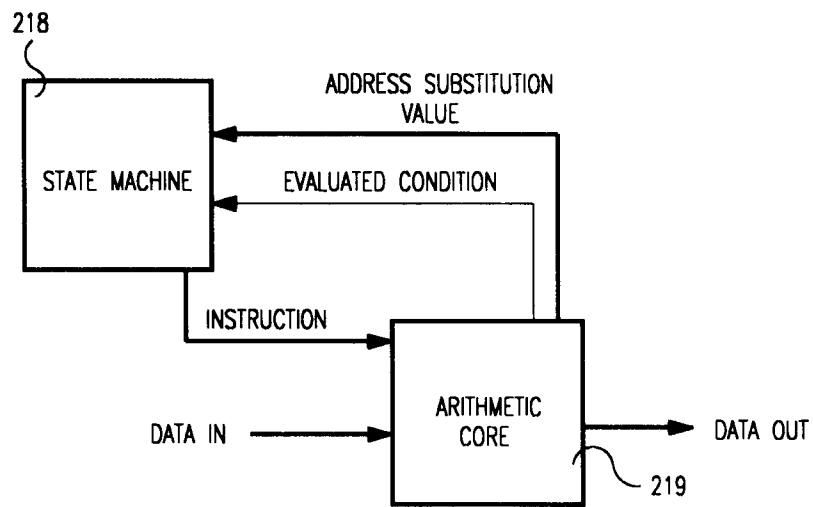 218
ADDRESS SUBSTITUTION
VALUE
STATE MACHINE
EVALUATED CONDITION
INSTRUCTION
ARITHMETIC
CORE
DATA IN
DATA OUT
219